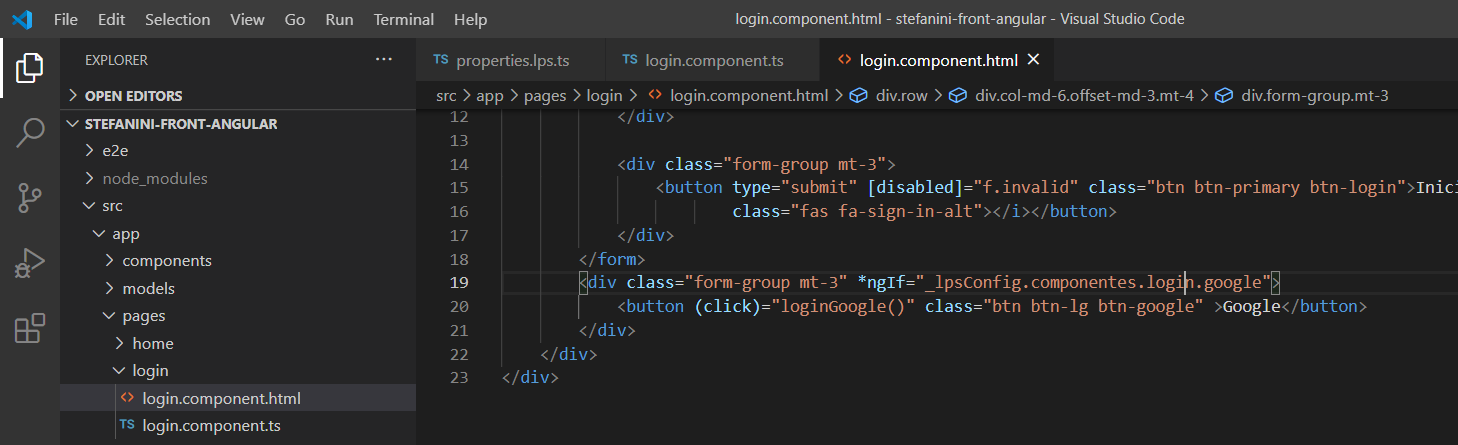 File Edit Selection View Go Run Terminal Help login.component.html - stefanini-front-angular - Visual Studio Code
EXPLORER ...
OPEN EDITORS
STEFANINI-FRONT-ANGULAR
e2e
node_modules
src
app
components
models
pages
home
login
<> login.component.html
TS login.component.ts
TS properties.lps.ts TS login.component.ts <> login.component.html ×
src > app > pages > login > <> login.component.html > div.row > div.col-md-6.offset-md-3.mt-4 > div.form-group.mt-3
12 </div>
13
14 <div class="form-group mt-3">
15 <button type="submit" [disabled]="f.invalid" class="btn btn-primary btn-login">Inici
16 class="fas fa-sign-in-alt"></i></button>
17 </div>
18 </form>
19 <div class="form-group mt-3" *ngIf="_lpsConfig.componentes.login.google">
20 <button (click)="loginGoogle()" class="btn btn-lg btn-google" >Google</button>
21 </div>
22 </div>
23 </div>